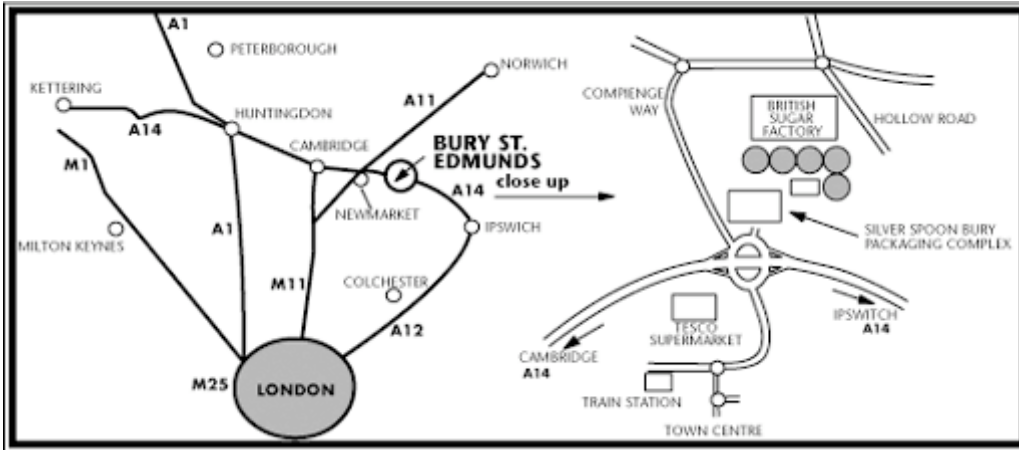 A1
PETERBOROUGH
NORWICH
KETTERING
A11
HUNTINGDON
A14
CAMBRIDGE
BURY ST.
EDMUNDS
M1
A14
close up
NEWMARKET
IPSWICH
MILTON KEYNES
A1
M11
COLCHESTER
A12
M25
LONDON
COMPIENGE
WAY
BRITISH
SUGAR
FACTORY
HOLLOW ROAD
SILVER SPOON BURY
PACKAGING COMPLEX
IPSWITCH
A14
TESCO
SUPERMARKET
CAMBRIDGE
A14
TRAIN STATION
TOWN CENTRE